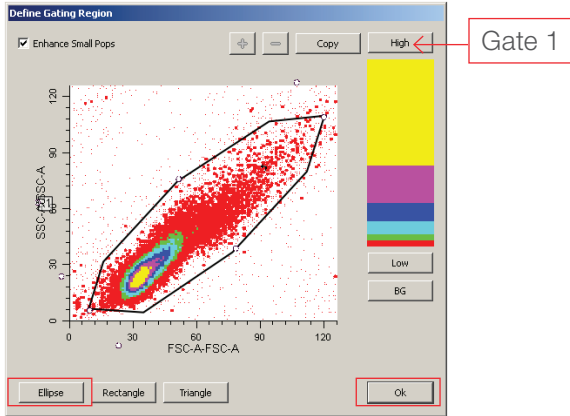 Define Gating Region
Enhance Small Pops
Copy
High
Gate 1
120
90
60
30
0
0
30
60
90
120
FSC-A-FSC-A
Low
BG
Ellipse
Rectangle
Triangle
Ok